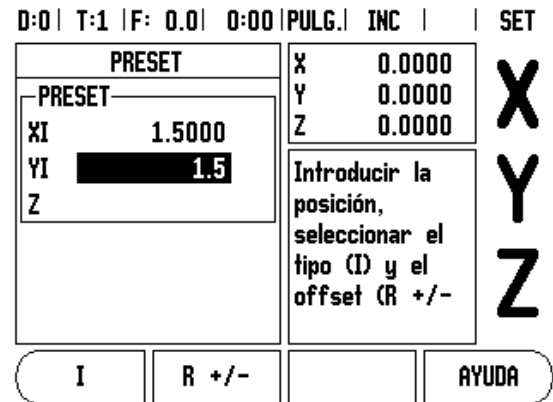 D:0 | T:1 | F: 0.0 | 0:00 | PULG. | INC | | SET
PRESET
PRESET
XI 1.5000
YI 1.5
Z
X 0.0000
Y 0.0000
Z 0.0000
Introducir la
posición,
seleccionar el
tipo (I) y el
offset (R +/-
X
Y
Z
I
R +/-
AYUDA